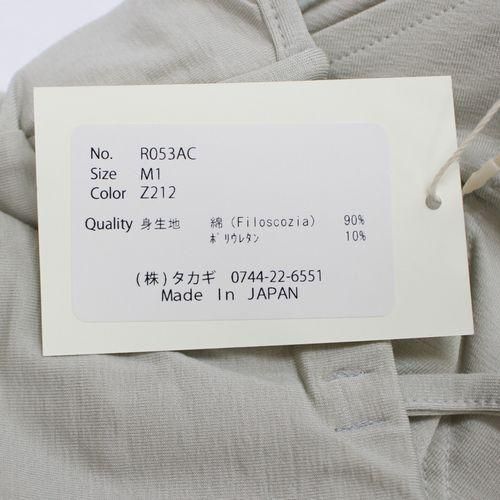 No. R053AC
Size M1
Color Z212
Quality 身生地 綿(Filoscozia) 90%
ﾎﾟﾘｳﾚﾀﾝ 10%
(株)タカギ 0744-22-6551
Made In JAPAN